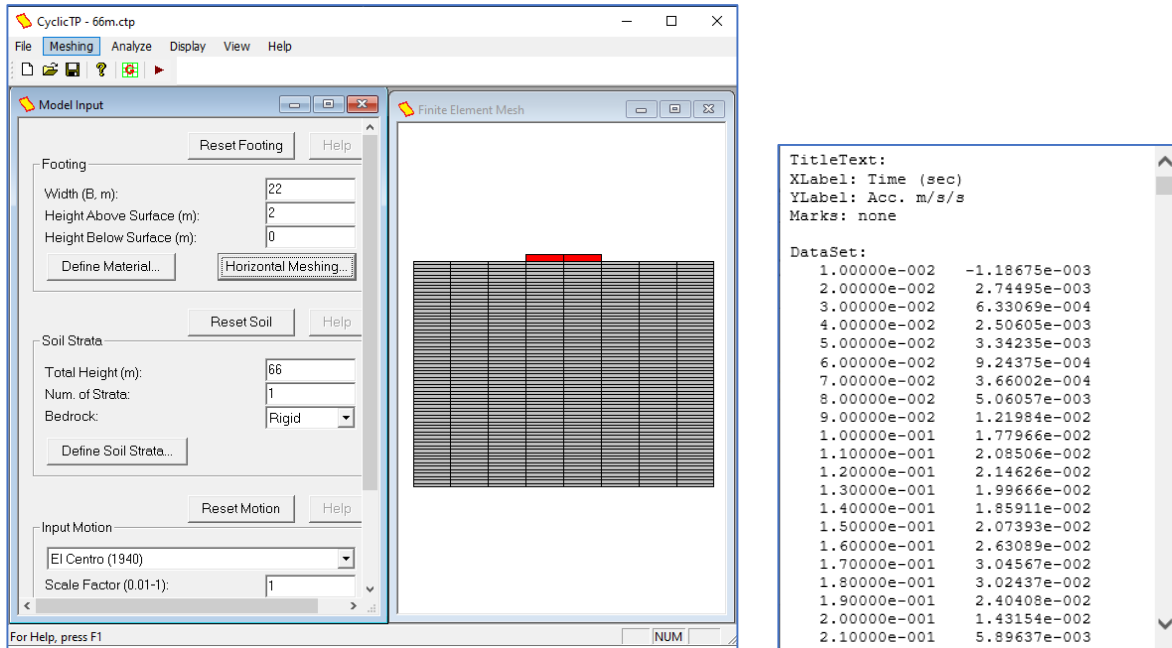 CyclicTP - 66m.ctp
File Meshing Analyze Display View Help
Model Input
Reset Footing Help
Footing
Width (B, m): 22
Height Above Surface (m): 2
Height Below Surface (m): 0
Define Material... Horizontal Meshing...
Reset Soil Help
Soil Strata
Total Height (m): 66
Num. of Strata: 1
Bedrock: Rigid
Define Soil Strata...
Reset Motion Help
Input Motion
El Centro (1940)
Scale Factor (0.01-1): 1
Finite Element Mesh
For Help, press F1 NUM
TitleText:
XLabel: Time (sec)
YLabel: Acc. m/s/s
Marks: none
DataSet:
1.00000e-002 -1.18675e-003
2.00000e-002 2.74495e-003
3.00000e-002 6.33069e-004
4.00000e-002 2.50605e-003
5.00000e-002 3.34235e-003
6.00000e-002 9.24375e-004
7.00000e-002 3.66002e-004
8.00000e-002 5.06057e-003
9.00000e-002 1.21984e-002
1.00000e-001 1.77966e-002
1.10000e-001 2.08506e-002
1.20000e-001 2.14626e-002
1.30000e-001 1.99666e-002
1.40000e-001 1.85911e-002
1.50000e-001 2.07393e-002
1.60000e-001 2.63089e-002
1.70000e-001 3.04567e-002
1.80000e-001 3.02437e-002
1.90000e-001 2.40408e-002
2.00000e-001 1.43154e-002
2.10000e-001 5.89637e-003